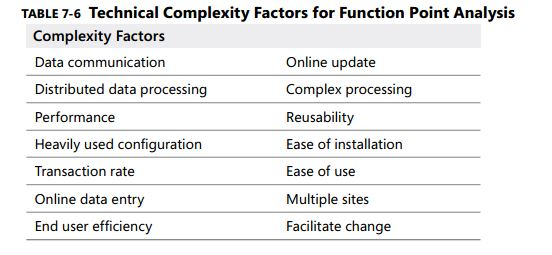 TABLE 7-6 Technical Complexity Factors for Function Point Analysis
Complexity Factors
Data communication Online update
Distributed data processing Complex processing
Performance Reusability
Heavily used configuration Ease of installation
Transaction rate Ease of use
Online data entry Multiple sites
End user efficiency Facilitate change